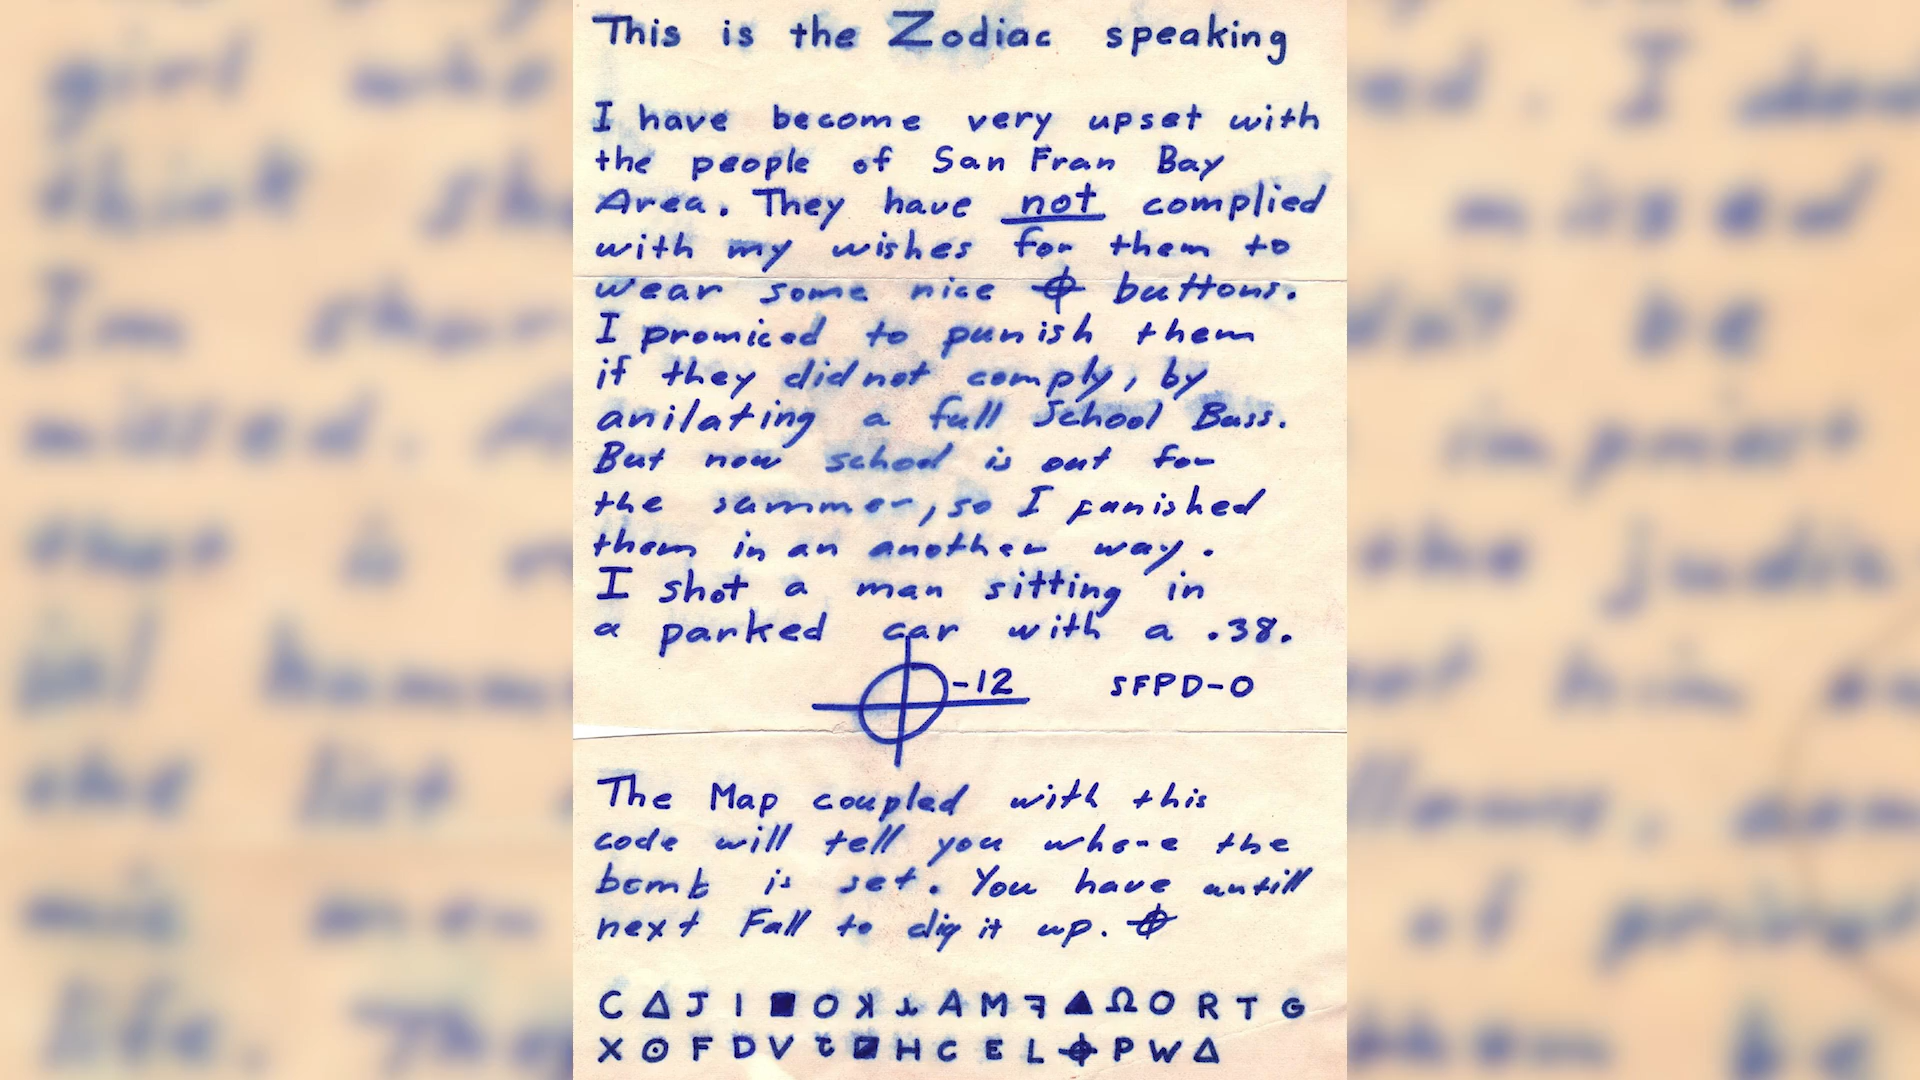 This is the Zodiac speaking
I have become very upset with
the people of San Fran Bay
Area. They have not complied
with my wishes for them to
wear some nice ⌖ buttons.
I promiced to punish them
if they did not comply, by
anilating a full School Buss.
But now school is out for
the summer, so I punished
them in an another way.
I shot a man sitting in
a parked car with a .38.
⌖-12 SFPD-0
The Map coupled with this
code will tell you where the
bomb is set. You have untill
next Fall to dig it up. ⌖
C Δ J I ■ O ꓘ A M ꟻ ▲ Ω O R T G
X ⊙ F D V H C E L ⌖ P W Δ